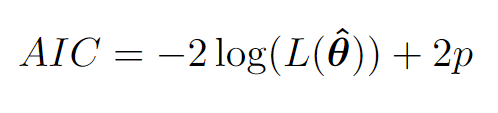 AIC = −2 log(L(𝜽̂)) + 2p